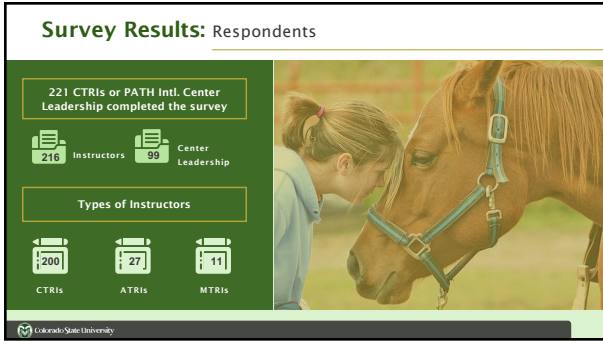 Survey Results: Respondents
221 CTRIs or PATH Intl. Center
Leadership completed the survey
216 Instructors
99 Center
Leadership
Types of Instructors
200 27 11
CTRIs ATRIs MTRIs
Colorado State University